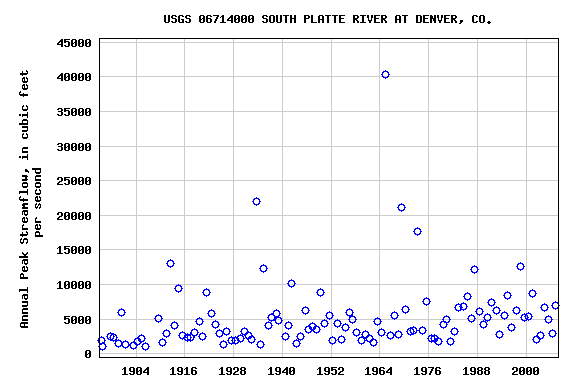 USGS 06714000 SOUTH PLATTE RIVER AT DENVER, CO.
Annual Peak Streamflow, in cubic feet
per second
45000
40000
35000
30000
25000
20000
15000
10000
5000
0
1904 1916 1928 1940 1952 1964 1976 1988 2000